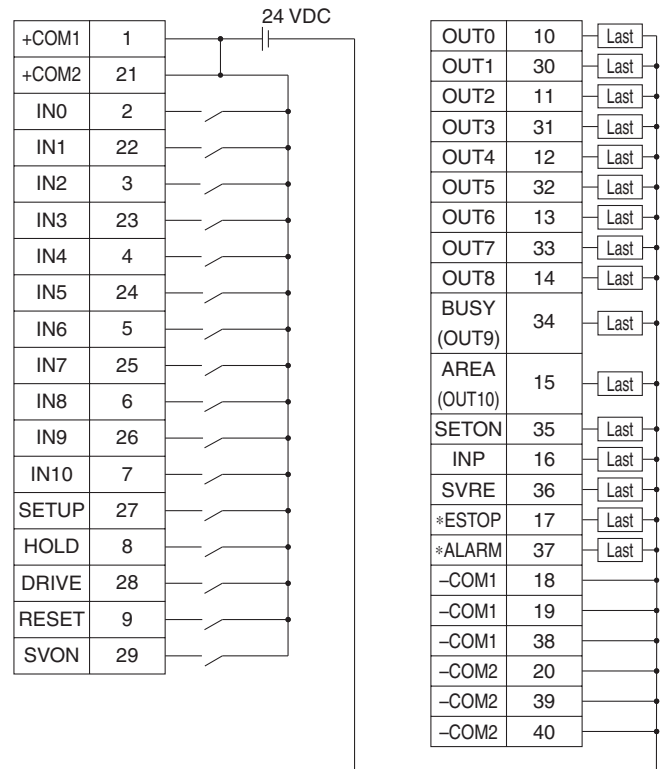 24 VDC
+COM1 1
+COM2 21
IN0 2
IN1 22
IN2 3
IN3 23
IN4 4
IN5 24
IN6 5
IN7 25
IN8 6
IN9 26
IN10 7
SETUP 27
HOLD 8
DRIVE 28
RESET 9
SVON 29
OUT0 10 Last
OUT1 30 Last
OUT2 11 Last
OUT3 31 Last
OUT4 12 Last
OUT5 32 Last
OUT6 13 Last
OUT7 33 Last
OUT8 14 Last
BUSY
(OUT9) 34 Last
AREA
(OUT10) 15 Last
SETON 35 Last
INP 16 Last
SVRE 36 Last
*ESTOP 17 Last
*ALARM 37 Last
–COM1 18
–COM1 19
–COM1 38
–COM2 20
–COM2 39
–COM2 40